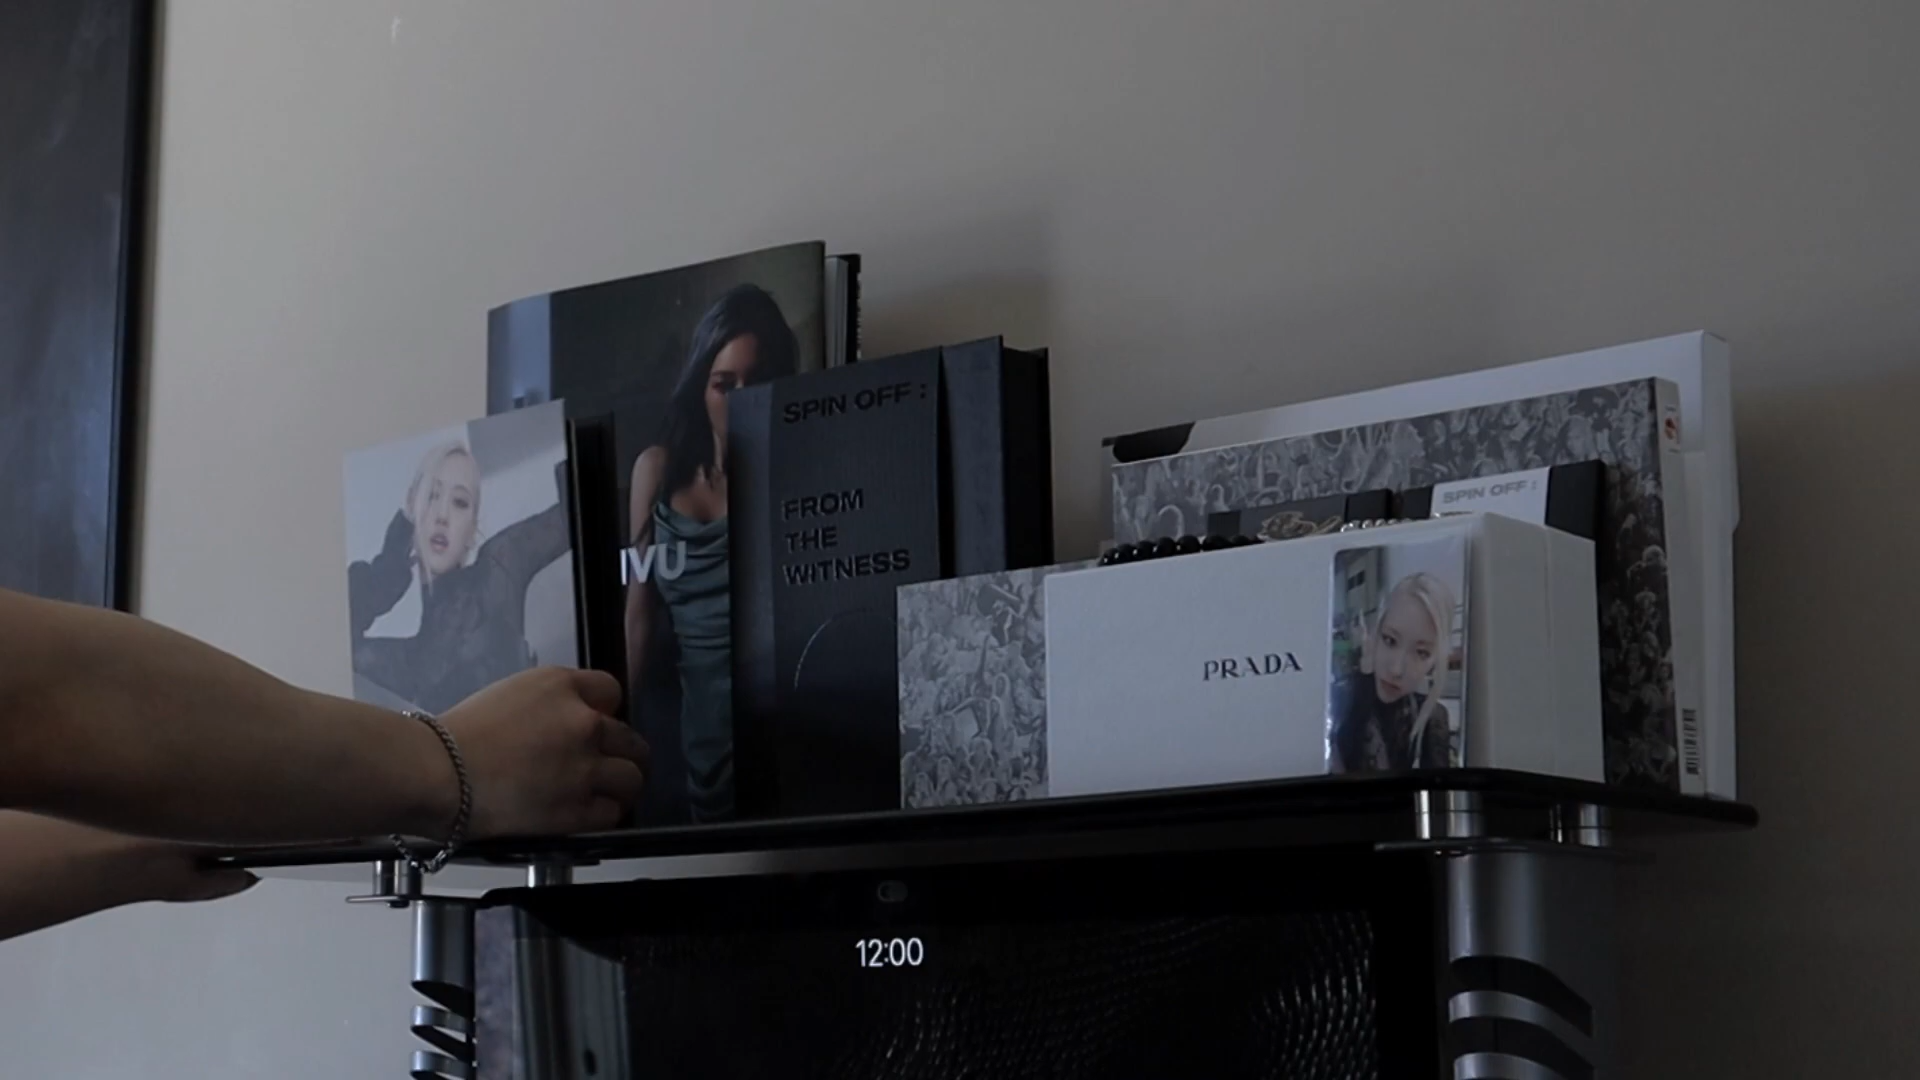 IVU
SPIN OFF :
FROM
THE
WITNESS
SPIN OFF :
PRADA
12:00